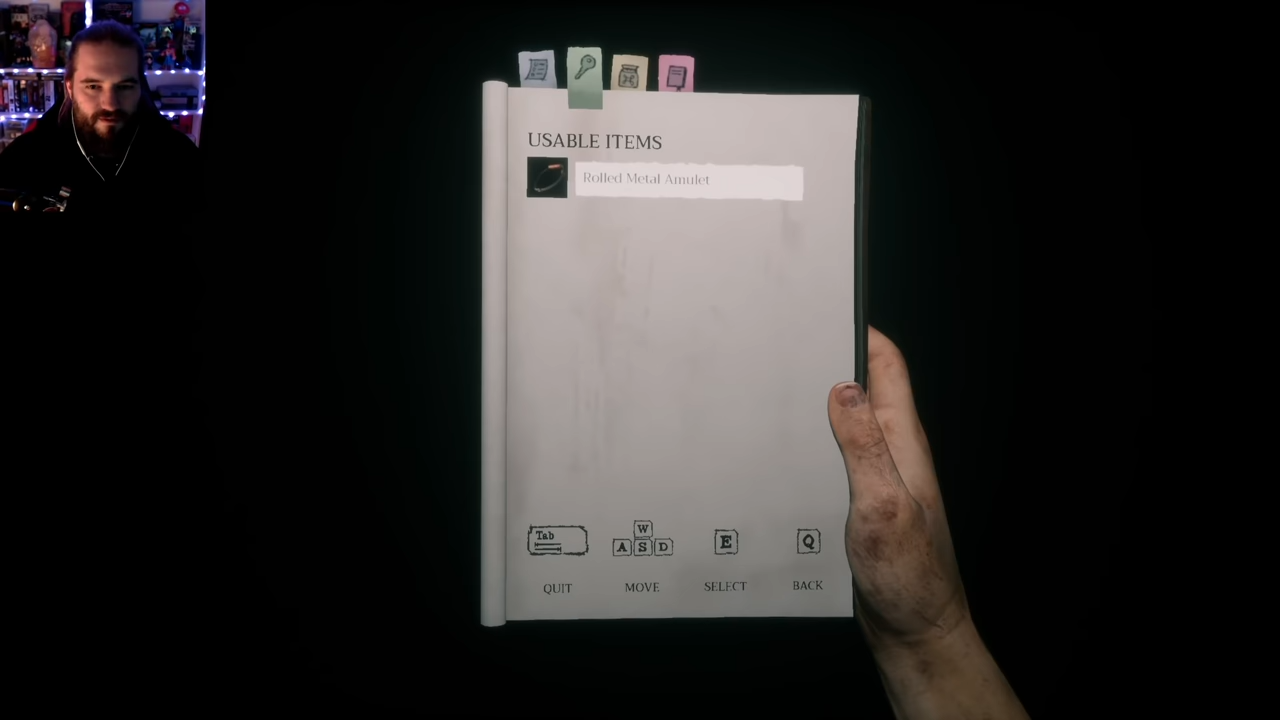 USABLE ITEMS
Rolled Metal Amulet
Tab
W
A S D
E
Q
QUIT
MOVE
SELECT
BACK